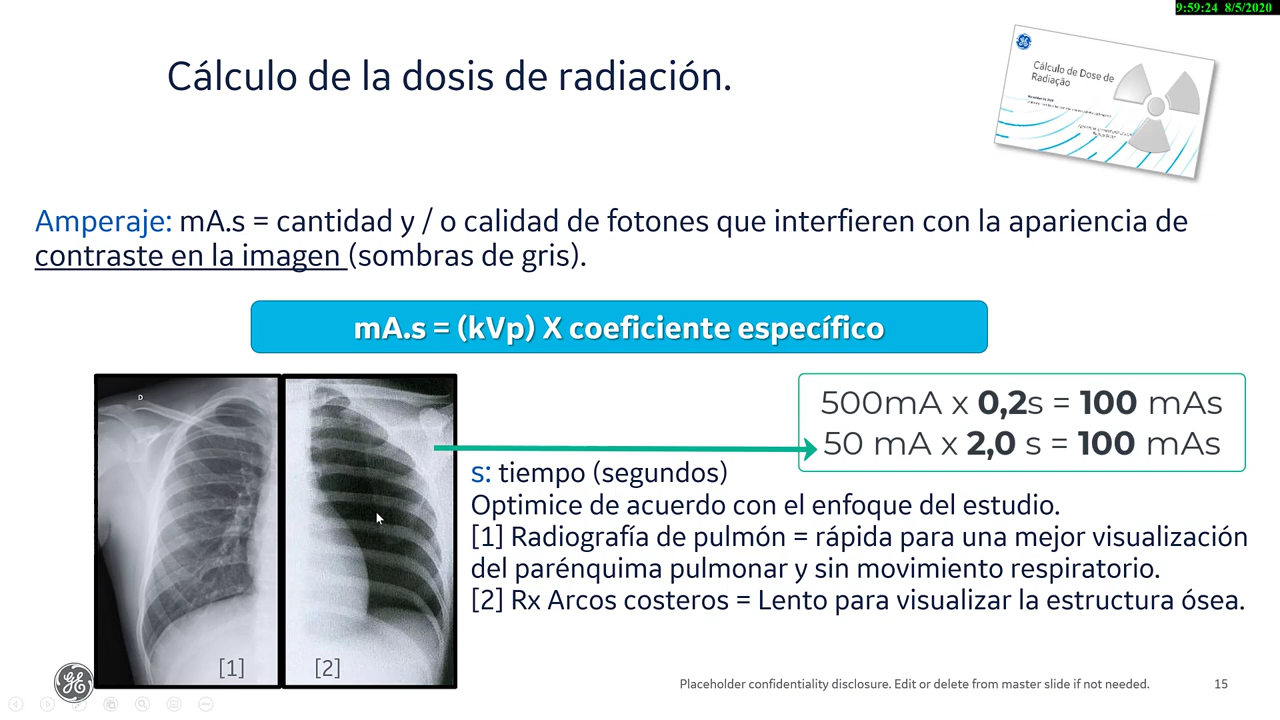 9:59:24 8/5/2020
Cálculo de la dosis de radiación.
Cálculo de Dose de
Radiação
Amperaje: mA.s = cantidad y / o calidad de fotones que interfieren con la apariencia de
contraste en la imagen (sombras de gris).
mA.s = (kVp) X coeficiente específico
500mA x 0,2s = 100 mAs
50 mA x 2,0 s = 100 mAs
D
s: tiempo (segundos)
Optimice de acuerdo con el enfoque del estudio.
[1] Radiografía de pulmón = rápida para una mejor visualización
del parénquima pulmonar y sin movimiento respiratorio.
[2] Rx Arcos costeros = Lento para visualizar la estructura ósea.
[1]
[2]
Placeholder confidentiality disclosure. Edit or delete from master slide if not needed.
15